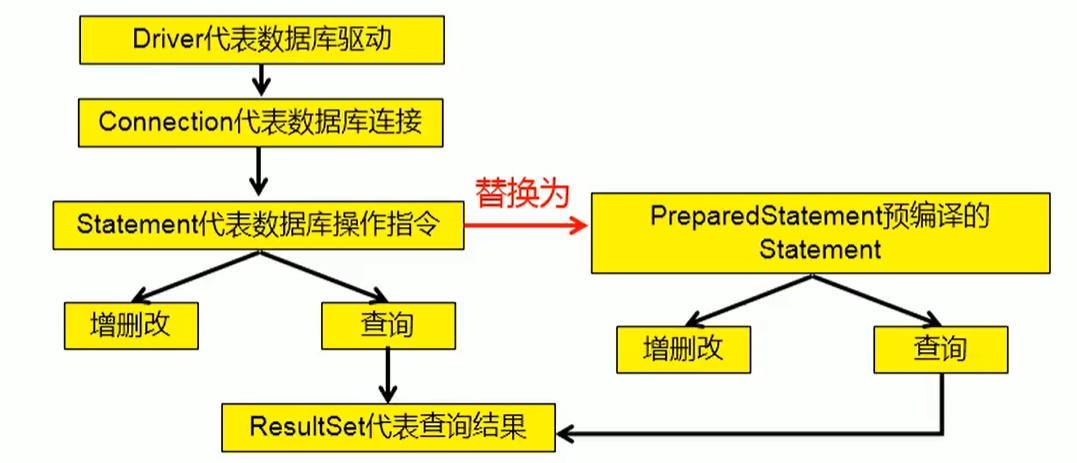 Driver代表数据库驱动
Connection代表数据库连接
替换为
Statement代表数据库操作指令
PreparedStatement预编译的
Statement
增删改
查询
增删改
查询
ResultSet代表查询结果